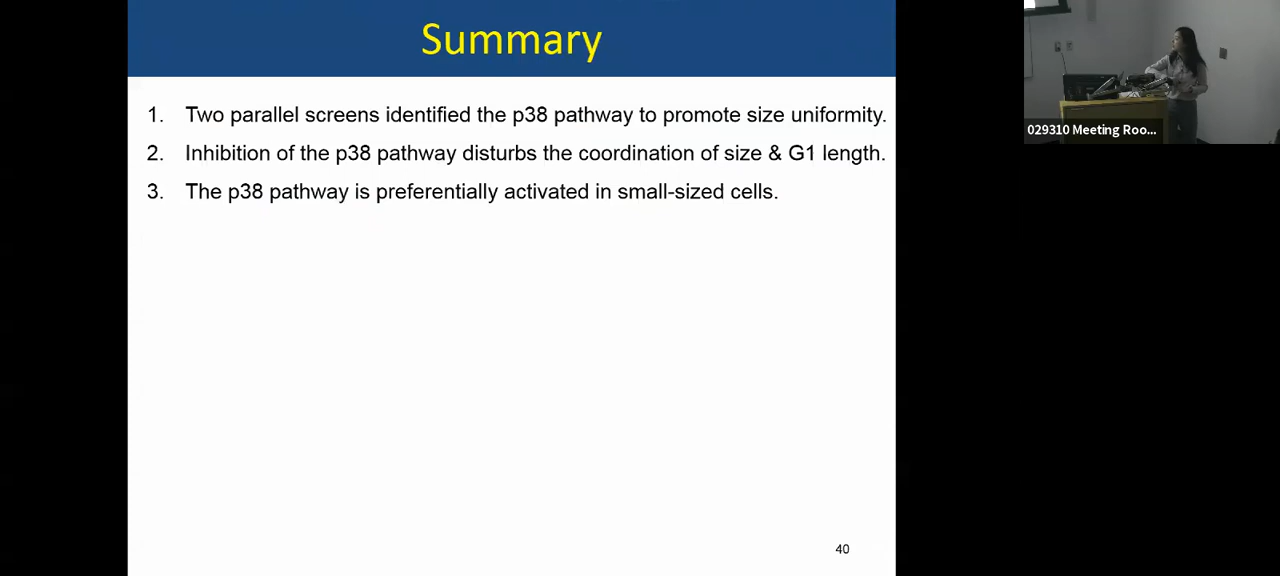 Summary
1. Two parallel screens identified the p38 pathway to promote size uniformity.
2. Inhibition of the p38 pathway disturbs the coordination of size & G1 length.
3. The p38 pathway is preferentially activated in small-sized cells.
40
029310 Meeting Roo...